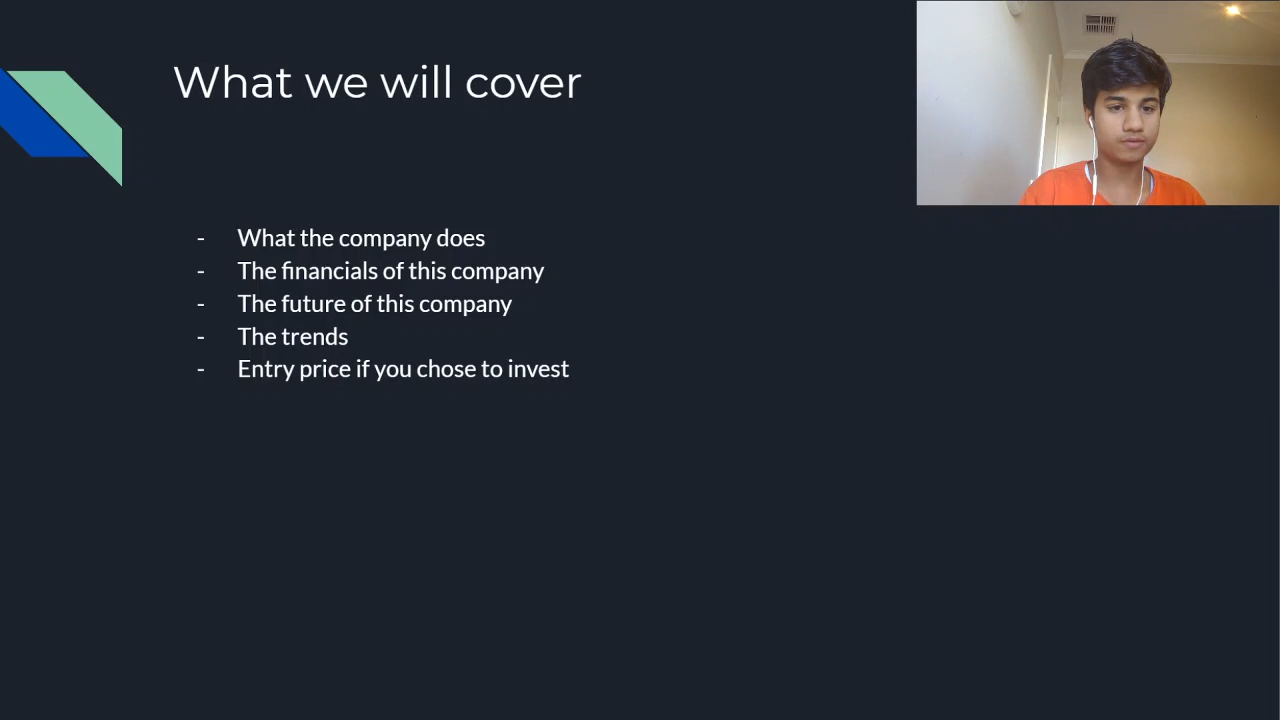 What we will cover
- What the company does
- The financials of this company
- The future of this company
- The trends
- Entry price if you chose to invest